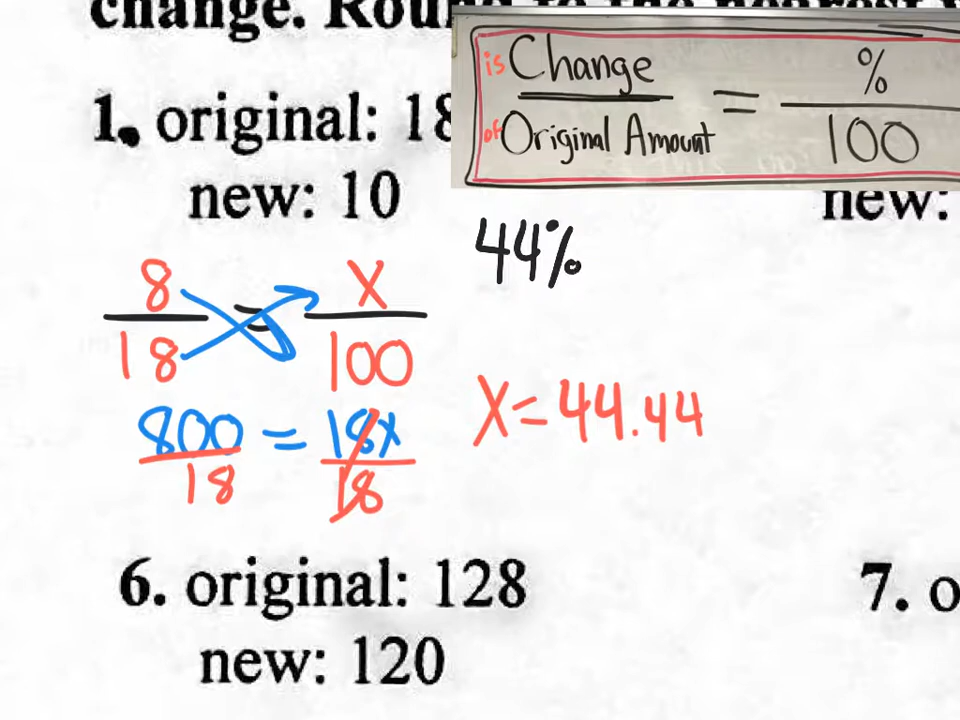 change. Round to the nearest
is Change
of Original Amount
= % 
100
1. original: 18
new: 10
new:
44%
8 = X
18 100
800 = 18x
18 18
X = 44.44
6. original: 128
new: 120
7. o